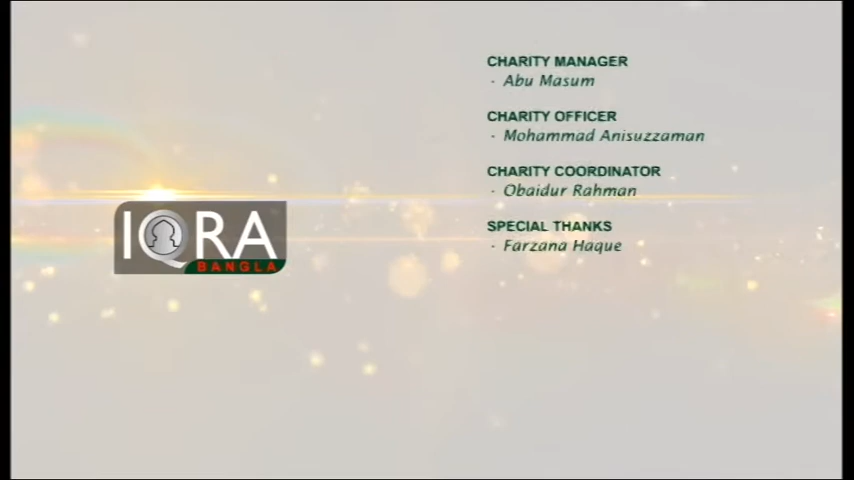 IQRA
BANGLA
CHARITY MANAGER
- Abu Masum
CHARITY OFFICER
- Mohammad Anisuzzaman
CHARITY COORDINATOR
- Obaidur Rahman
SPECIAL THANKS
- Farzana Haque